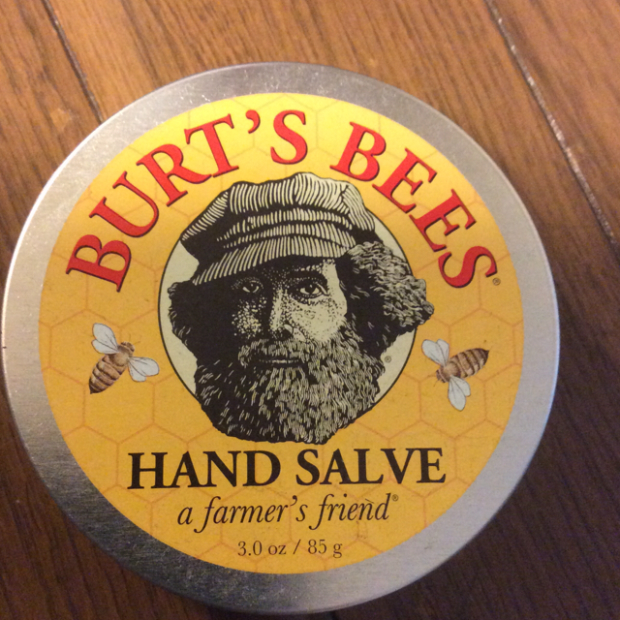 BURT'S BEES®
HAND SALVE
a farmer's friend®
3.0 oz / 85 g